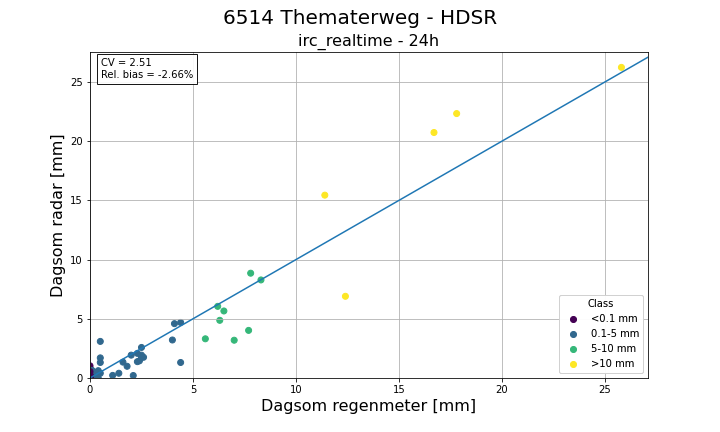 6514 Thematerweg - HDSR
irc_realtime - 24h
CV = 2.51
Rel. bias = -2.66%
Dagsom radar [mm]
25
20
15
10
5
0
0 5 10 15 20 25
Dagsom regenmeter [mm]
Class
<0.1 mm
0.1-5 mm
5-10 mm
>10 mm